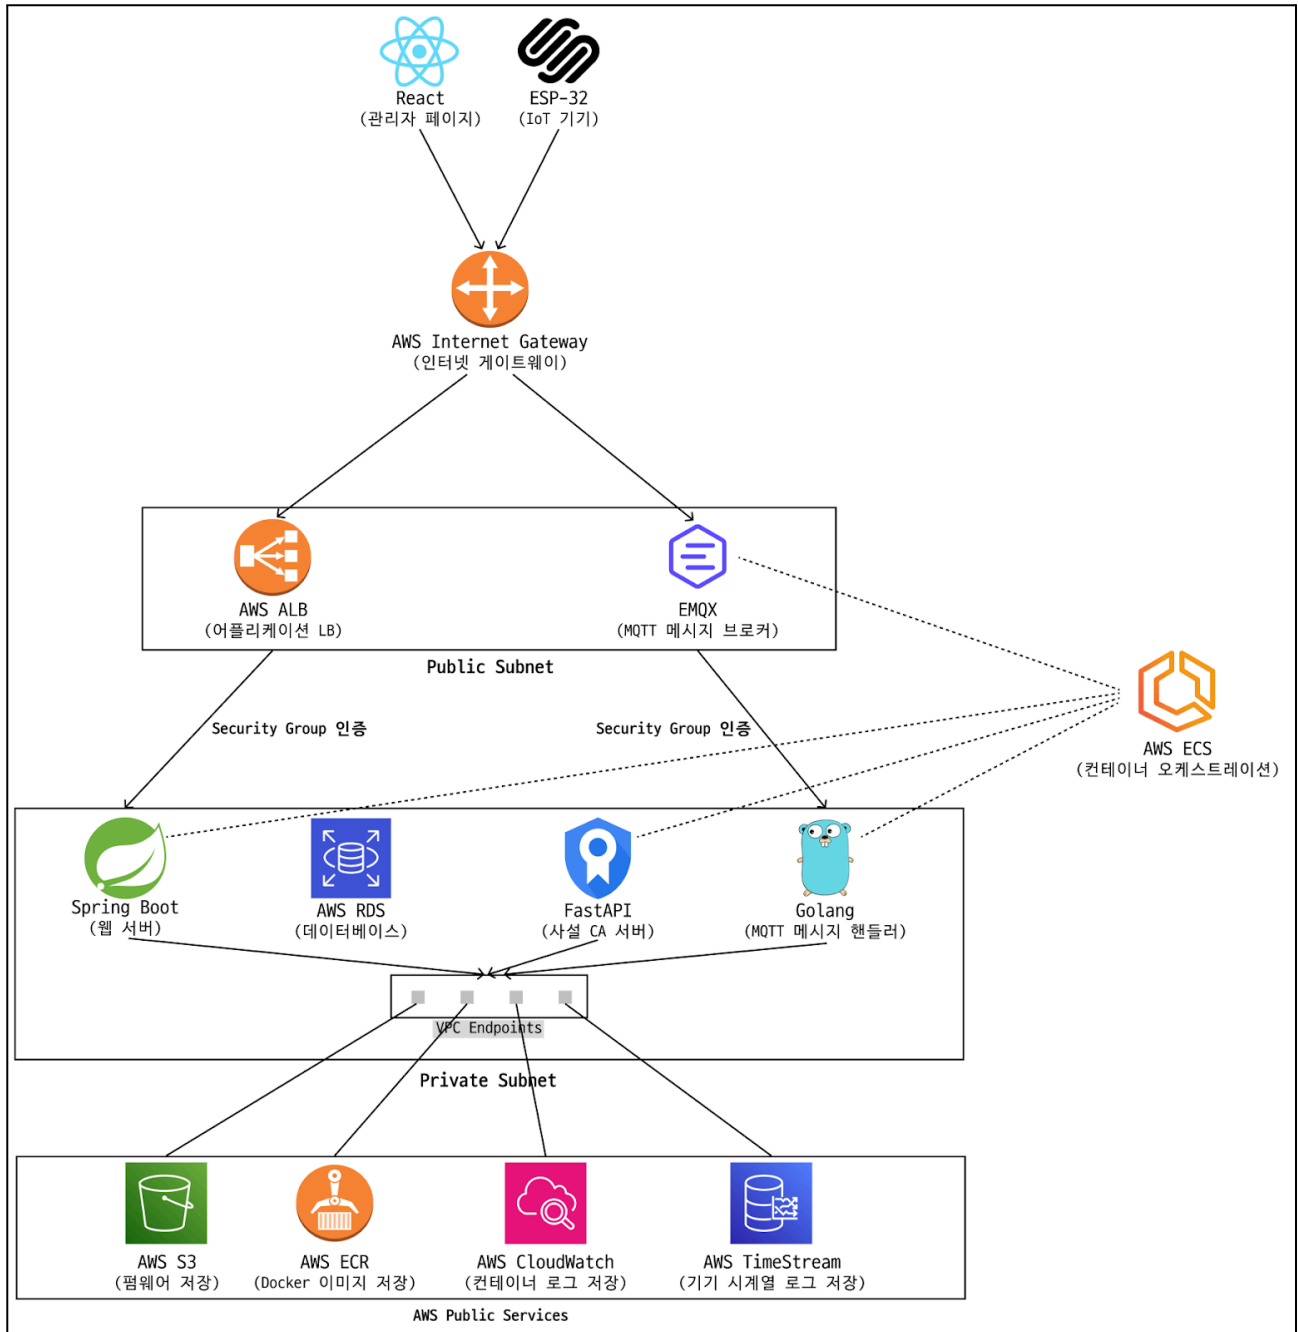 React
(관리자 페이지)
ESP-32
(IoT 기기)
AWS Internet Gateway
(인터넷 게이트웨이)
AWS ALB
(어플리케이션 LB)
EMQX
(MQTT 메시지 브로커)
Public Subnet
Security Group 인증
Security Group 인증
AWS ECS
(컨테이너 오케스트레이션)
Spring Boot
(웹 서버)
AWS RDS
(데이터베이스)
FastAPI
(사설 CA 서버)
Golang
(MQTT 메시지 핸들러)
VPC Endpoints
Private Subnet
AWS S3
(펌웨어 저장)
AWS ECR
(Docker 이미지 저장)
AWS CloudWatch
(컨테이너 로그 저장)
AWS TimeStream
(기기 시계열 로그 저장)
AWS Public Services